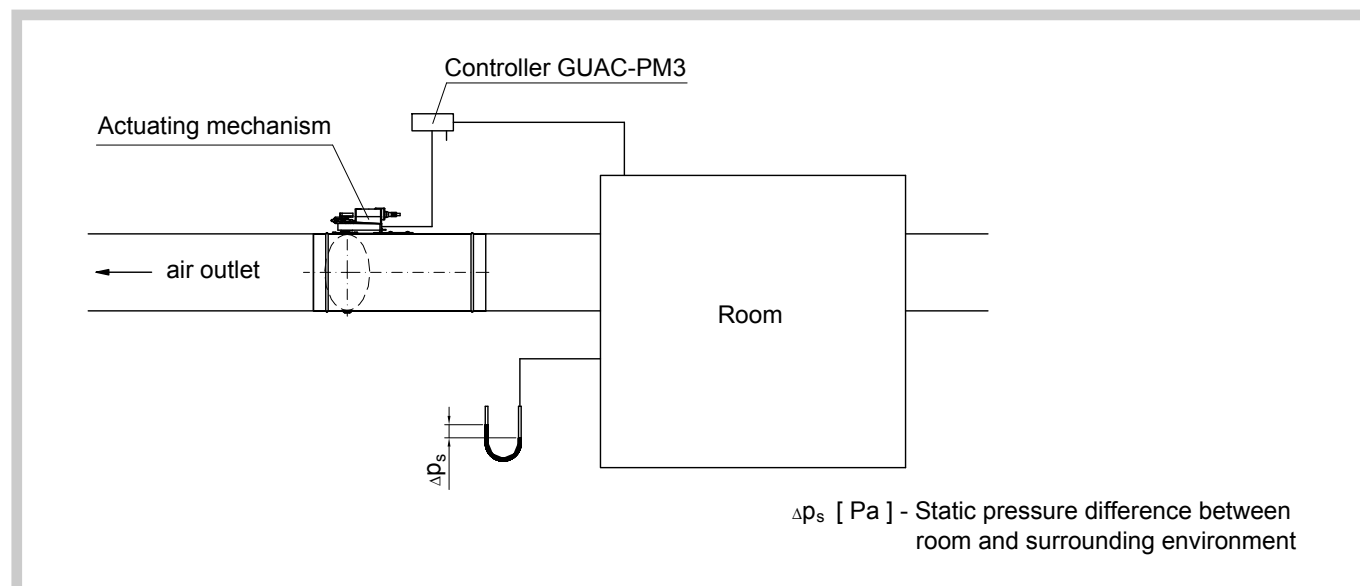 Controller GUAC-PM3
Actuating mechanism
air outlet
Room
Δpₛ
Δpₛ [ Pa ] - Static pressure difference between
room and surrounding environment